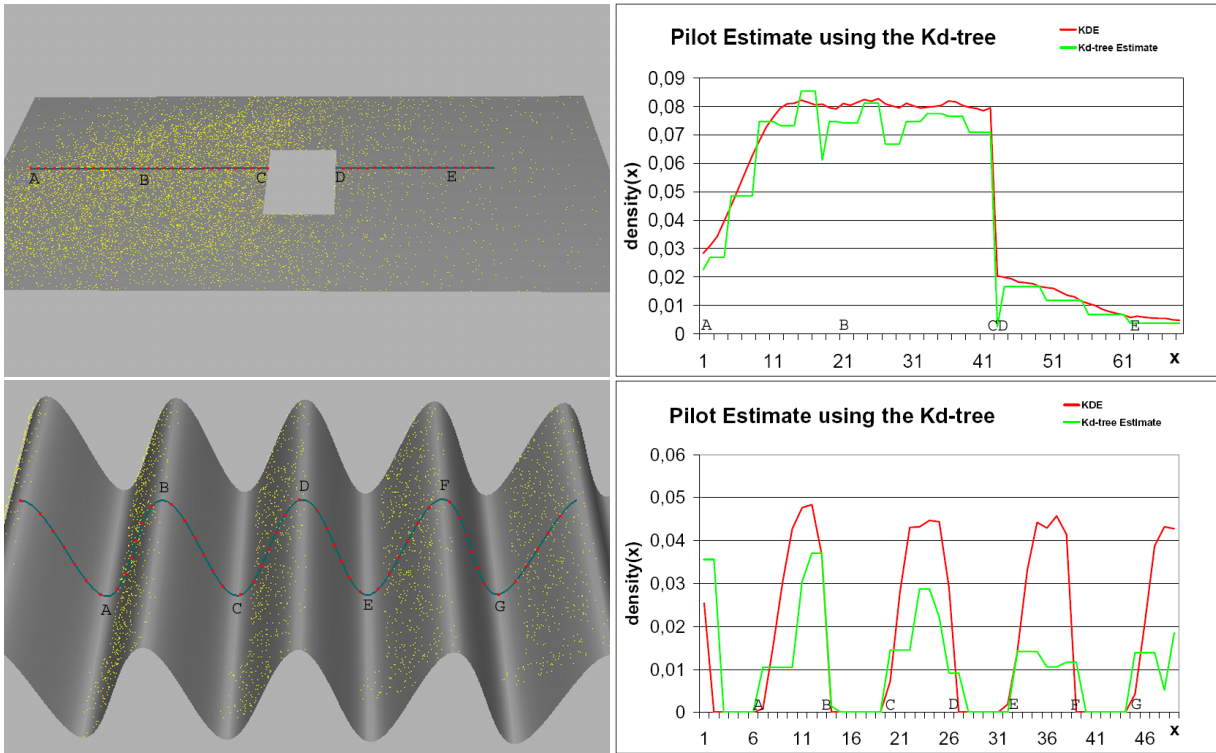 A B C D E
Pilot Estimate using the Kd-tree
KDE
Kd-tree Estimate
density(x)
0,09
0,08
0,07
0,06
0,05
0,04
0,03
0,02
0,01
0
A B C D E
1 11 21 31 41 51 61 x
B D F
A C E G
Pilot Estimate using the Kd-tree
KDE
Kd-tree Estimate
density(x)
0,06
0,05
0,04
0,03
0,02
0,01
0
A B C D E F G
1 6 11 16 21 26 31 36 41 46 x